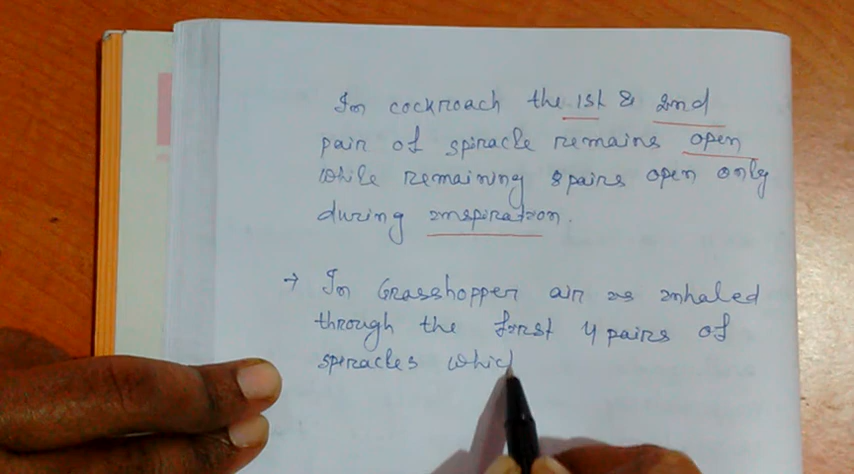 In cockroach the 1st & 2nd
pair of spiracle remains open
while remaining 8 pairs open only
during inspiration.
→ In Grasshopper air is inhaled
through the first 4 pairs of
spiracles which